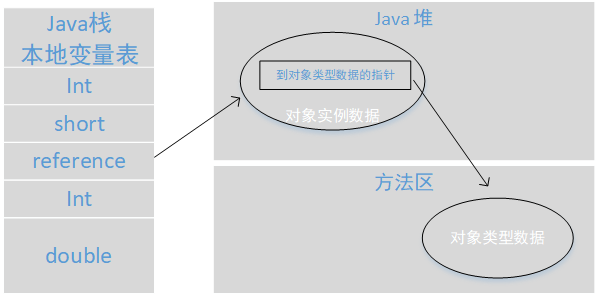 Java栈
本地变量表
Int
short
reference
Int
double
Java 堆
到对象类型数据的指针
对象实例数据
方法区
对象类型数据